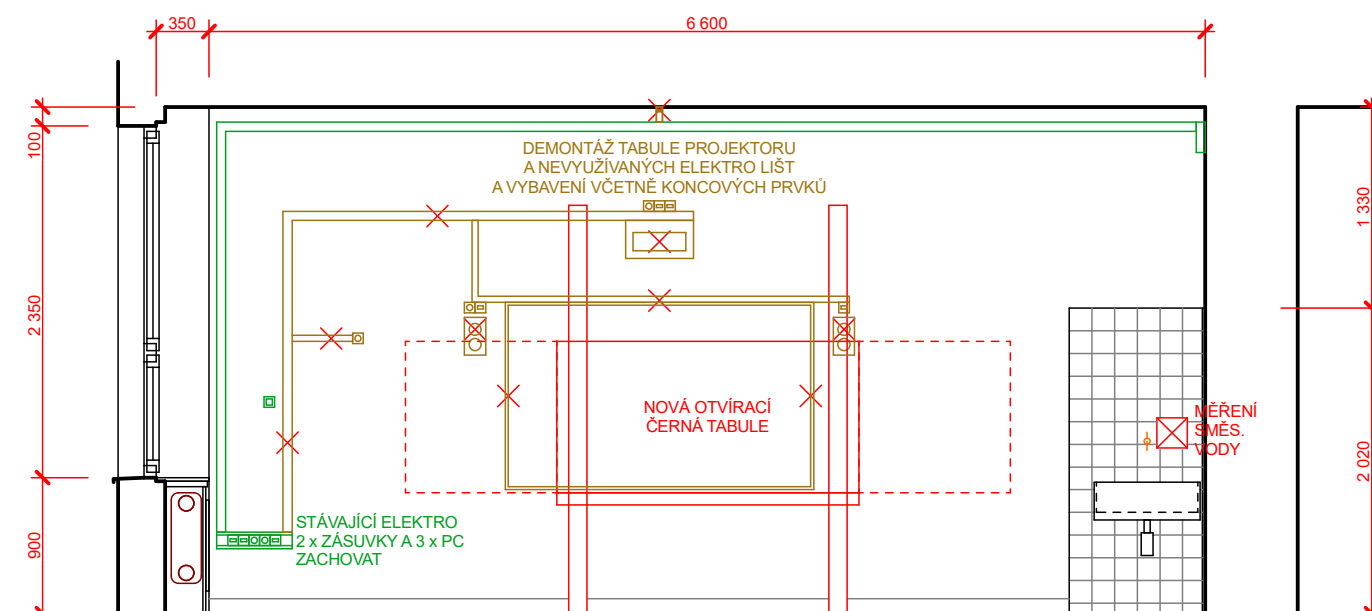 350
6 600
100
DEMONTÁŽ TABULE PROJEKTORU
A NEVYUŽÍVANÝCH ELEKTRO LIŠT
A VYBAVENÍ VČETNĚ KONCOVÝCH PRVKŮ
1 330
2 350
NOVÁ OTVÍRACÍ
ČERNÁ TABULE
MĚŘENÍ
SMĚS.
VODY
2 020
STÁVAJÍCÍ ELEKTRO
2 x ZÁSUVKY A 3 x PC
ZACHOVAT
900